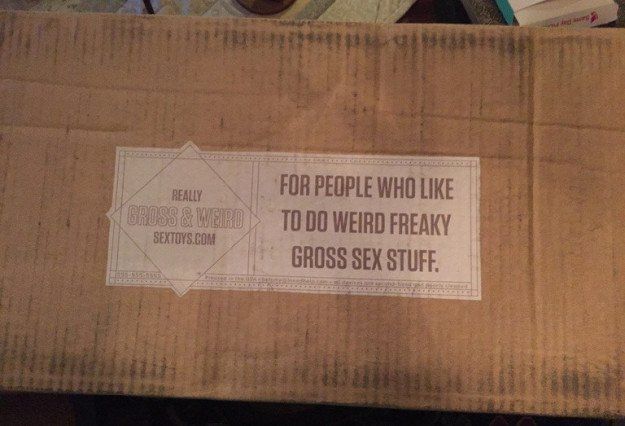 REALLY
GROSS & WEIRD
SEXTOYS.COM
FOR PEOPLE WHO LIKE
TO DO WEIRD FREAKY
GROSS SEX STUFF.